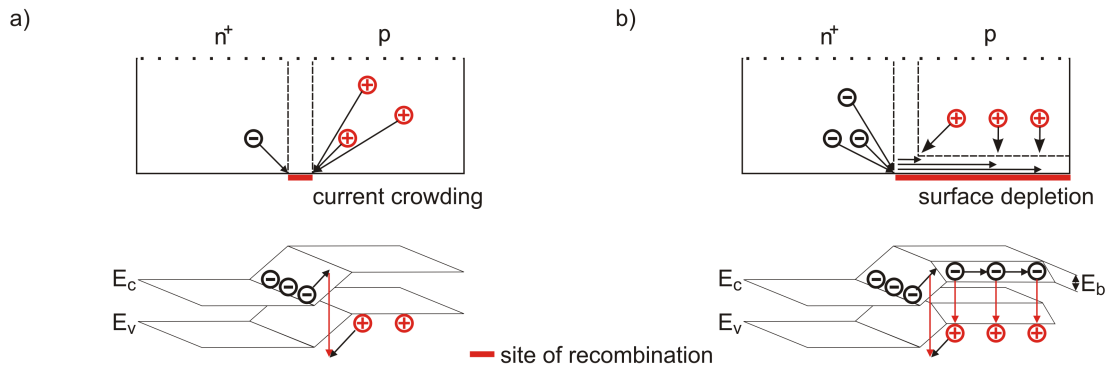 a)
n+ p
current crowding
Ec
Ev
b)
n+ p
surface depletion
Ec
Ev
Eb
site of recombination